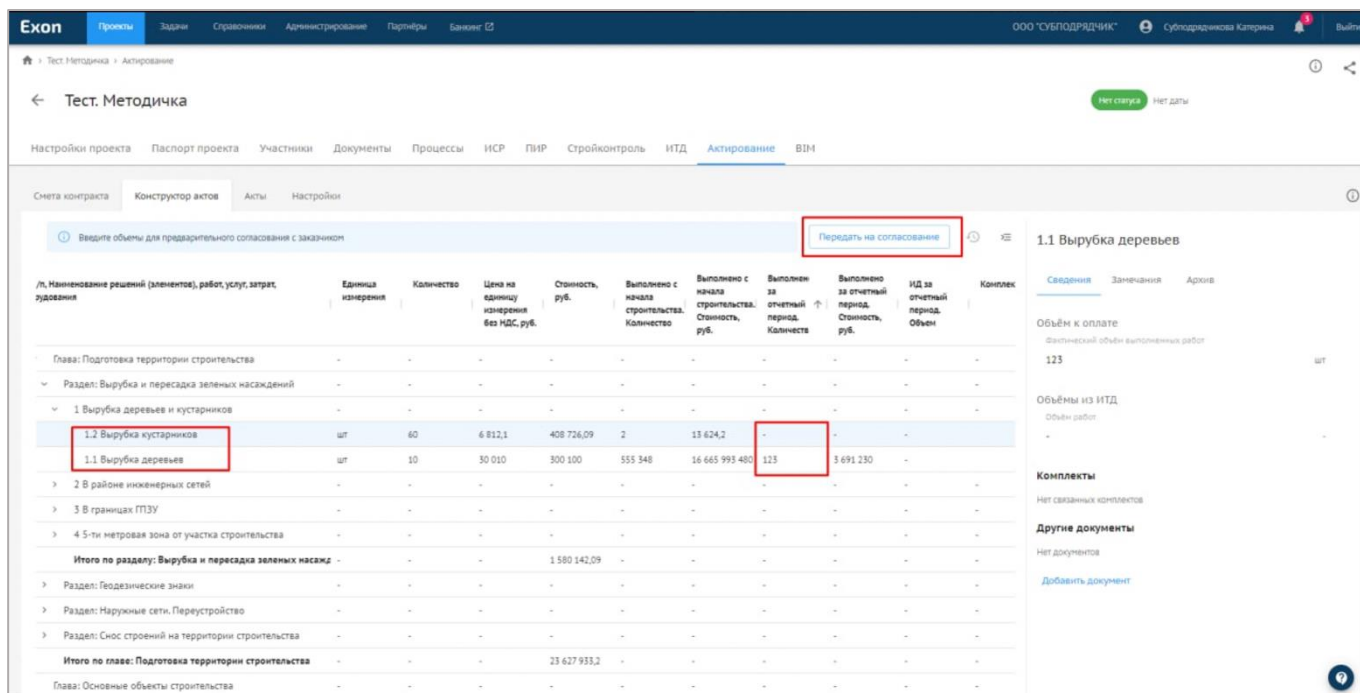 Exon Проекты Задачи Справочники Администрирование Партнёры Банкинг ООО "СУБПОДРЯДЧИК" Субподрядчикова Катерина 3 Выйти
Тест. Методичка > Актирование
Тест. Методичка Нет статуса Нет даты
Настройки проекта Паспорт проекта Участники Документы Процессы ИСР ПИР Стройконтроль ИТД Актирование BIM
Смета контракта Конструктор актов Акты Настройки
Введите объемы для предварительного согласования с заказчиком Передать на согласование
/п, Наименование решений (элементов), работ, услуг, затрат,
рудования
Единица
измерения
Количество
Цена на
единицу
измерения
без НДС, руб.
Стоимость,
руб.
Выполнено с
начала
строительства.
Количество
Выполнено с
начала
строительства.
Стоимость,
руб.
Выполнен
за
отчетный
период.
Количеств
Выполнено
за отчетный
период.
Стоимость,
руб.
ИД за
отчетный
период.
Объем
Комплек
Глава: Подготовка территории строительства - - - - - - - - - -
Раздел: Вырубка и пересадка зеленых насаждений - - - - - - - - - -
1 Вырубка деревьев и кустарников - - - - - - - - - -
1.2 Вырубка кустарников шт 60 6 812,1 408 726,09 2 13 624,2 - - -
1.1 Вырубка деревьев шт 10 30 010 300 100 555 348 16 665 993 480 123 3 691 230 -
2 В районе инженерных сетей - - - - - - - - - -
3 В границах ГПЗУ - - - - - - - - - -
4 5-ти метровая зона от участка строительства - - - - - - - - - -
Итого по разделу: Вырубка и пересадка зеленых насажд - - - 1 580 142,09 - - - - - -
Раздел: Геодезические знаки - - - - - - - - - -
Раздел: Наружные сети. Переустройство - - - - - - - - - -
Раздел: Снос строений на территории строительства - - - - - - - - - -
Итого по главе: Подготовка территории строительства - - - 23 627 933,2 - - - - - -
Глава: Основные объекты строительства - - - - - - - - - -
1.1 Вырубка деревьев
Сведения Замечания Архив
Объём к оплате
Фактический объём выполненных работ
123 шт
Объёмы из ИТД
Объём работ
- -
Комплекты
Нет связанных комплектов
Другие документы
Нет документов
Добавить документ